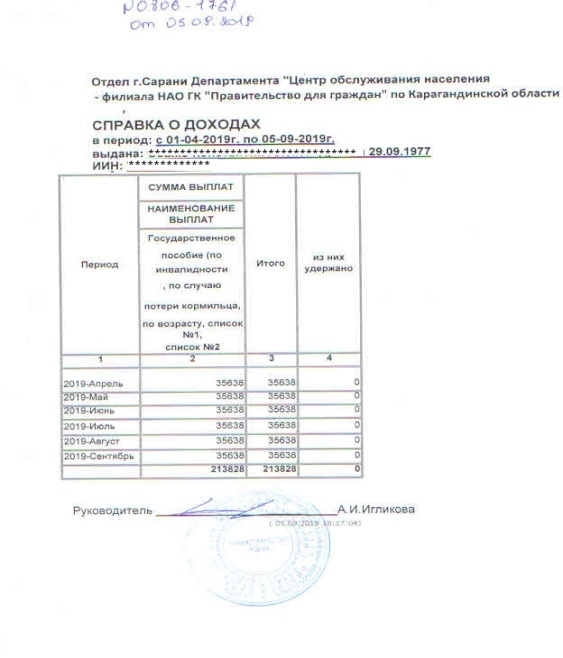 N0806-1761
от 05.09.2019
Отдел г.Сарани Департамента "Центр обслуживания населения
- филиала НАО ГК "Правительство для граждан" по Карагандинской области
СПРАВКА О ДОХОДАХ
в период: с 01-04-2019г. по 05-09-2019г.
выдана: ********************************** 29.09.1977
ИИН: *************
Период
СУММА ВЫПЛАТ
НАИМЕНОВАНИЕ
ВЫПЛАТ
Государственное
пособие (по
инвалидности
, по случаю
потери кормильца,
по возрасту, список
№1,
список №2
Итого
из них
удержано
1 2 3 4
2019-Апрель 35638 35638 0
2019-Май 35638 35638 0
2019-Июнь 35638 35638 0
2019-Июль 35638 35638 0
2019-Август 35638 35638 0
2019-Сентябрь 35638 35638 0
213828 213828 0
Руководитель А.И.Игликова
( 05.09.2019 18:17:04)